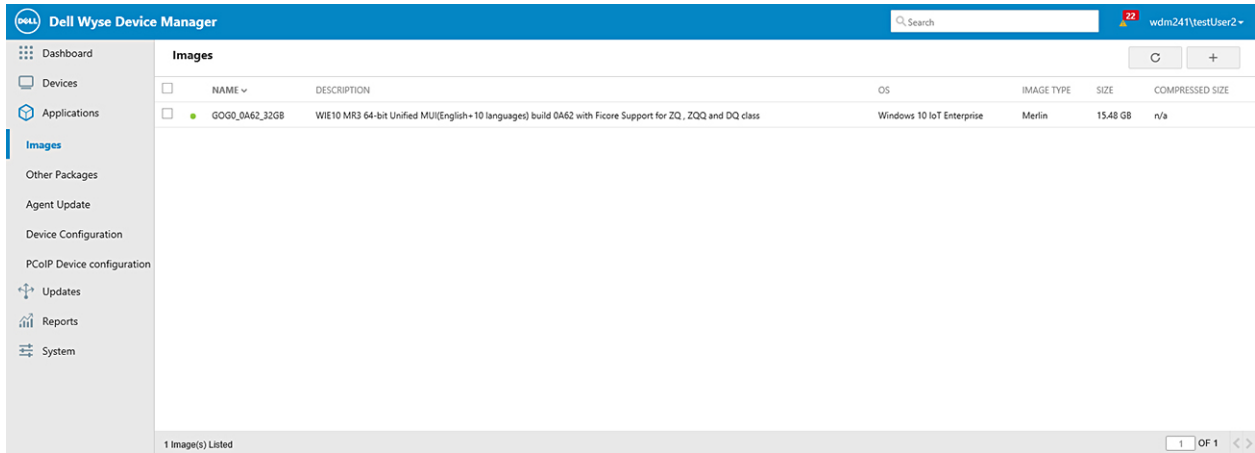 DELL Dell Wyse Device Manager Search 22 wdm241\testUser2
Dashboard
Devices
Applications
Images
Other Packages
Agent Update
Device Configuration
PCoIP Device configuration
Updates
Reports
System
Images
NAME DESCRIPTION OS IMAGE TYPE SIZE COMPRESSED SIZE
GOG0_0A62_32GB WIE10 MR3 64-bit Unified MUI(English+10 languages) build 0A62 with Ficore Support for ZQ , ZQQ and DQ class Windows 10 IoT Enterprise Merlin 15.48 GB n/a
1 Image(s) Listed 1 OF 1